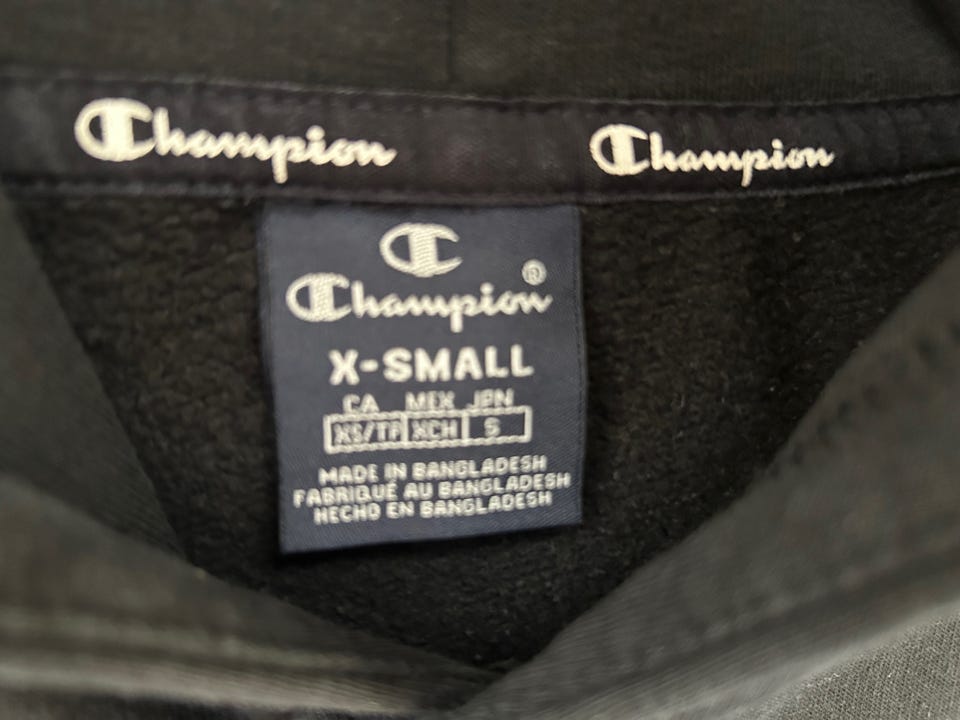 Champion Champion
C
Champion®
X-SMALL
CA MEX JPN
XS/TP XCH S
MADE IN BANGLADESH
FABRIQUÉ AU BANGLADESH
HECHO EN BANGLADESH